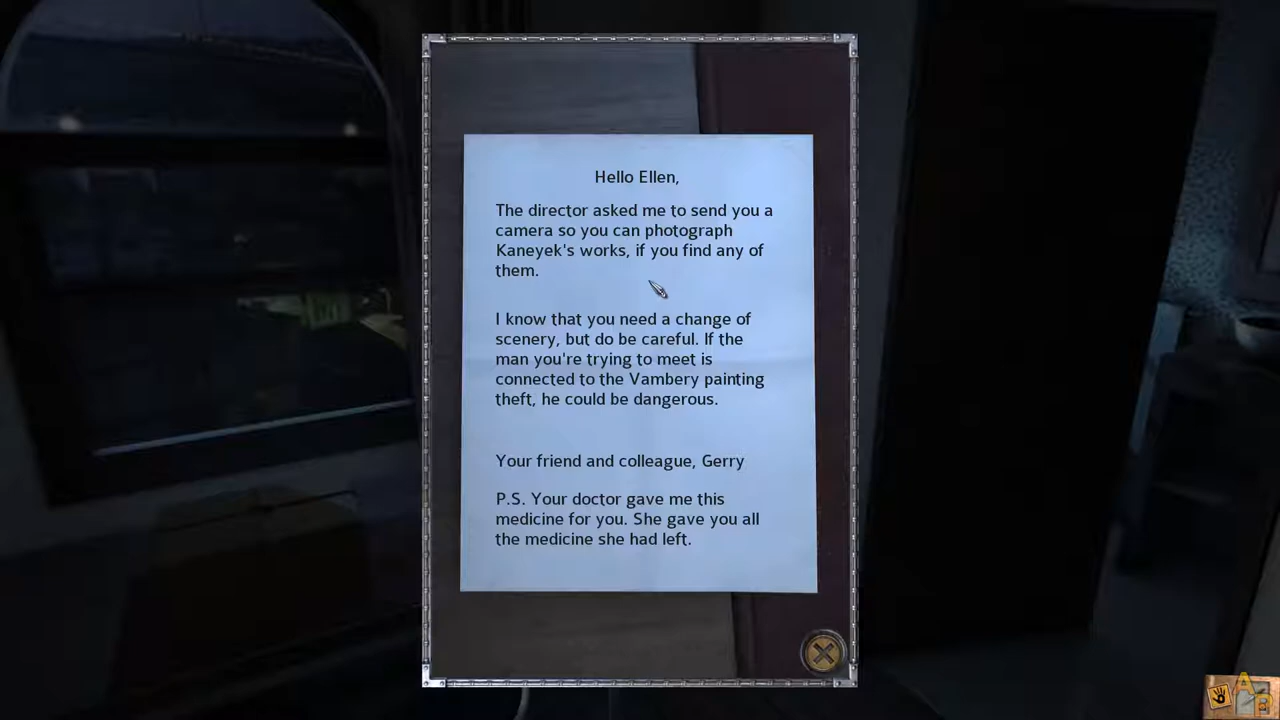 Hello Ellen,
The director asked me to send you a
camera so you can photograph
Kaneyek's works, if you find any of
them.
I know that you need a change of
scenery, but do be careful. If the
man you're trying to meet is
connected to the Vambery painting
theft, he could be dangerous.
Your friend and colleague, Gerry
P.S. Your doctor gave me this
medicine for you. She gave you all
the medicine she had left.